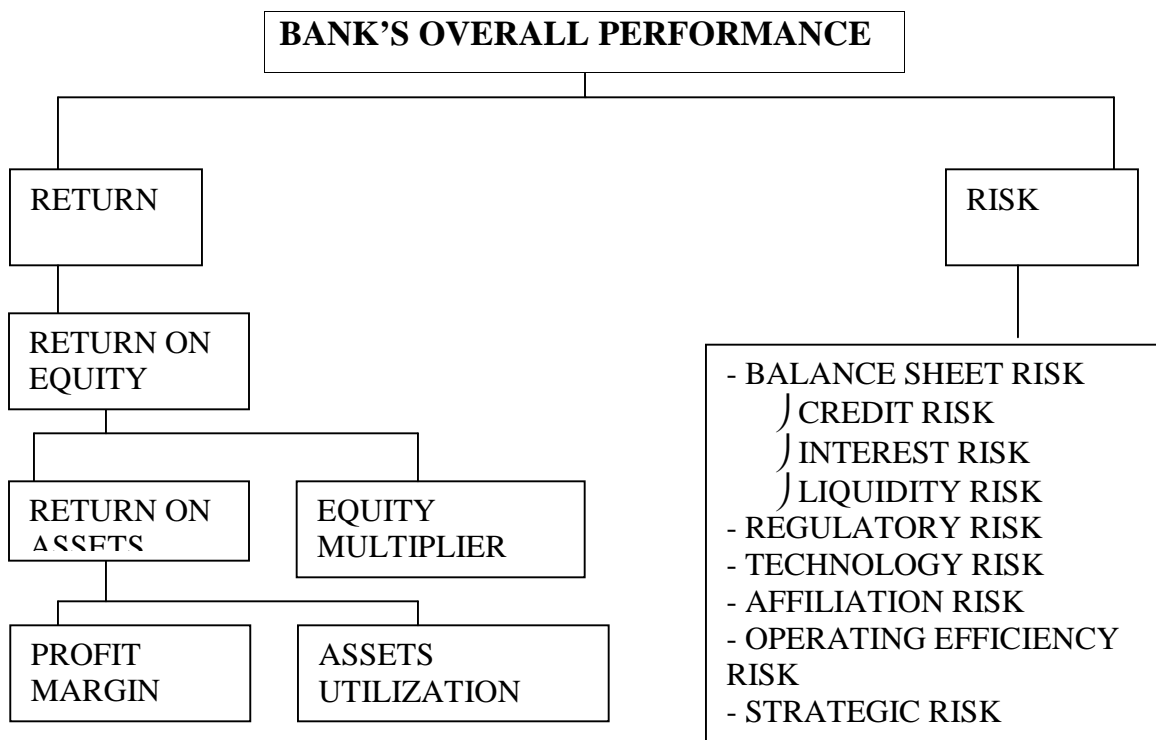 BANK’S OVERALL PERFORMANCE
RETURN
RISK
RETURN ON
EQUITY
- BALANCE SHEET RISK
⌡CREDIT RISK
⌡INTEREST RISK
⌡LIQUIDITY RISK
- REGULATORY RISK
- TECHNOLOGY RISK
- AFFILIATION RISK
- OPERATING EFFICIENCY
RISK
- STRATEGIC RISK
RETURN ON
ASSETS
EQUITY
MULTIPLIER
PROFIT
MARGIN
ASSETS
UTILIZATION